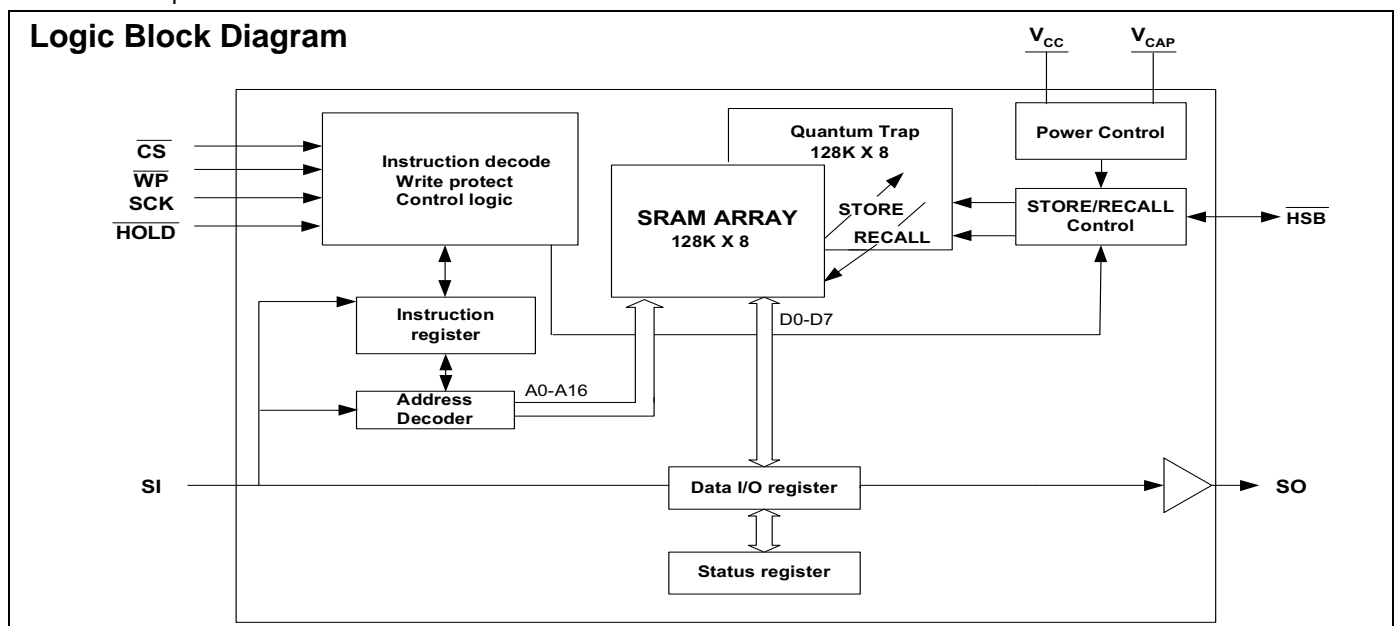 Logic Block Diagram
VCC
VCAP
Quantum Trap
128K X 8
Power Control
CS
WP
SCK
HOLD
Instruction decode
Write protect
Control logic
SRAM ARRAY
128K X 8
STORE
RECALL
STORE/RECALL
Control
HSB
Instruction
register
D0-D7
Address
Decoder
A0-A16
SI
Data I/O register
SO
Status register